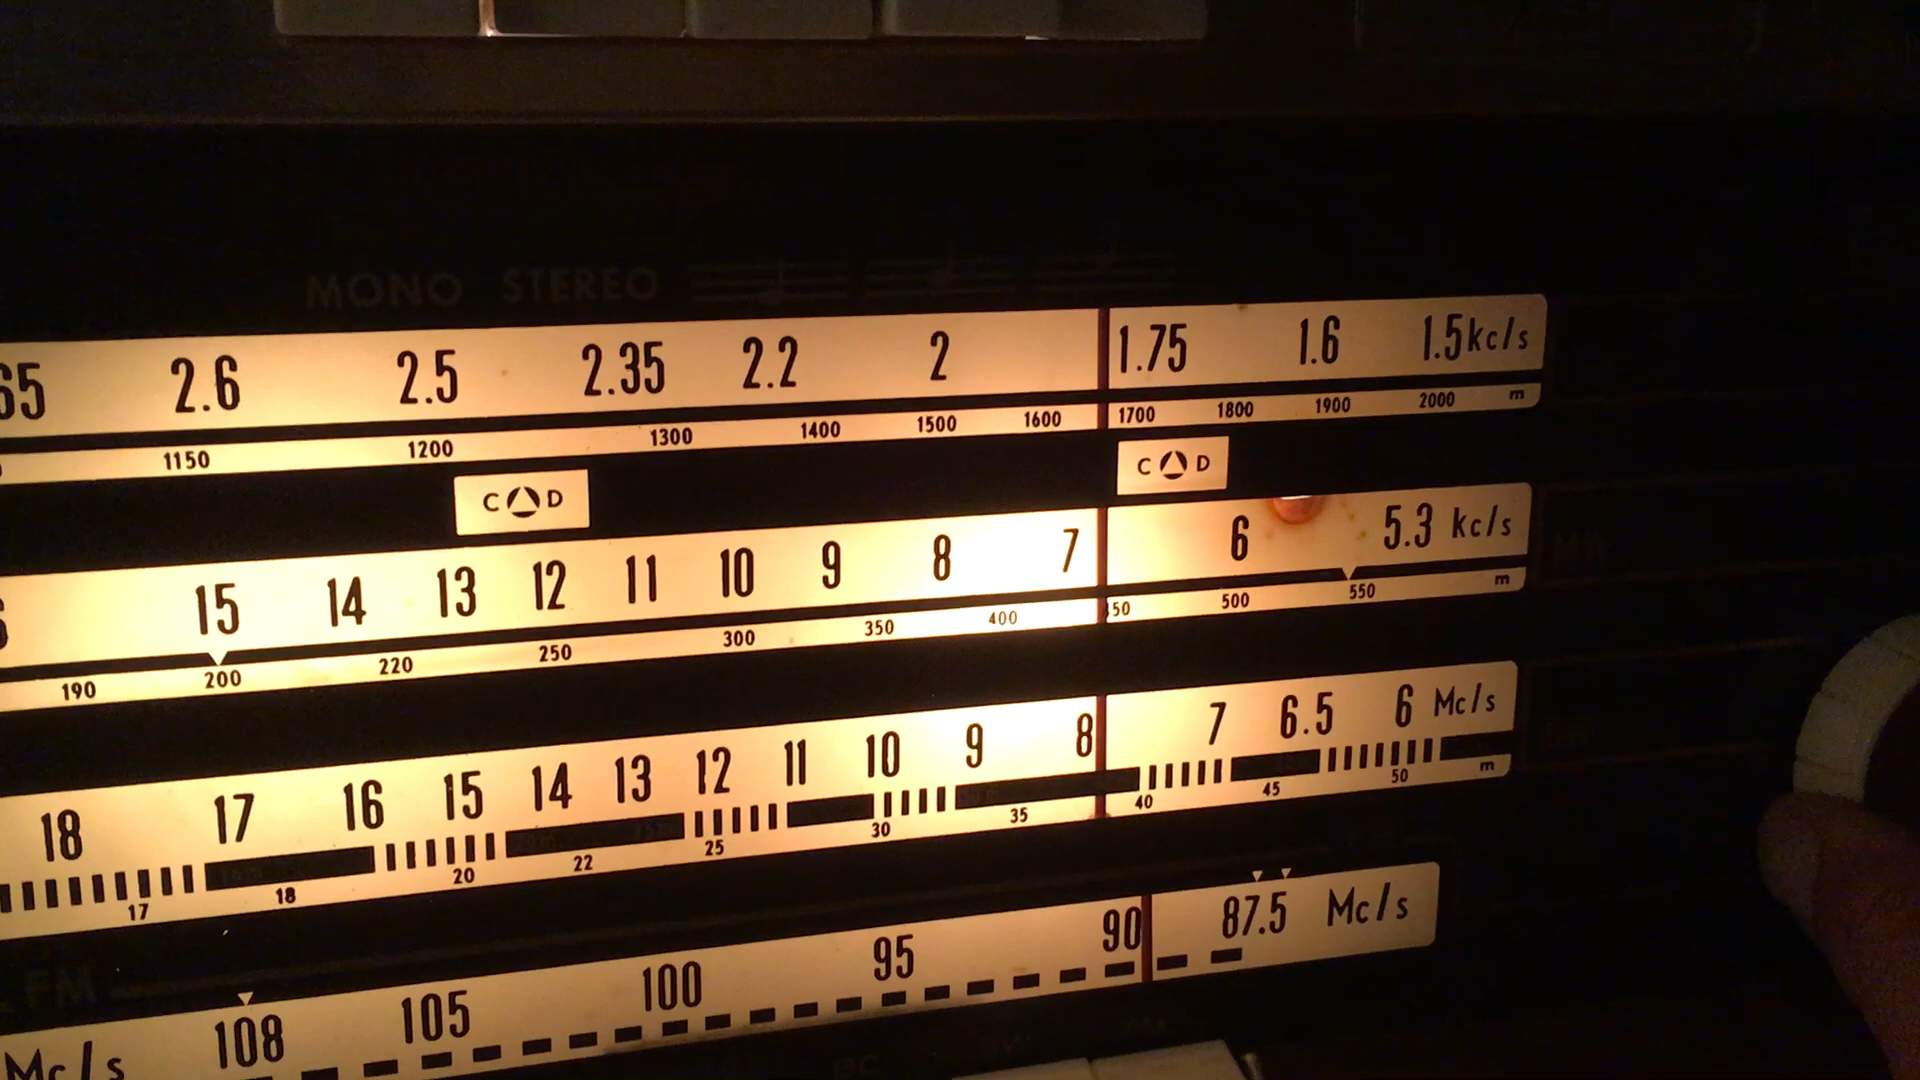 MONO STEREO
65 2.6 2.5 2.35 2.2 2 1.75 1.6 1.5 kc/s
1150 1200 1300 1400 1500 1600 1700 1800 1900 2000 m
C D C D
15 14 13 12 11 10 9 8 7 6 5.3 kc/s
190 200 220 250 300 350 400 450 500 550 m
18 17 16 15 14 13 12 11 10 9 8 7 6.5 6 Mc/s
17 18 20 22 25 30 35 40 45 50 m
FM
Mc/s 108 105 100 95 90 87.5 Mc/s